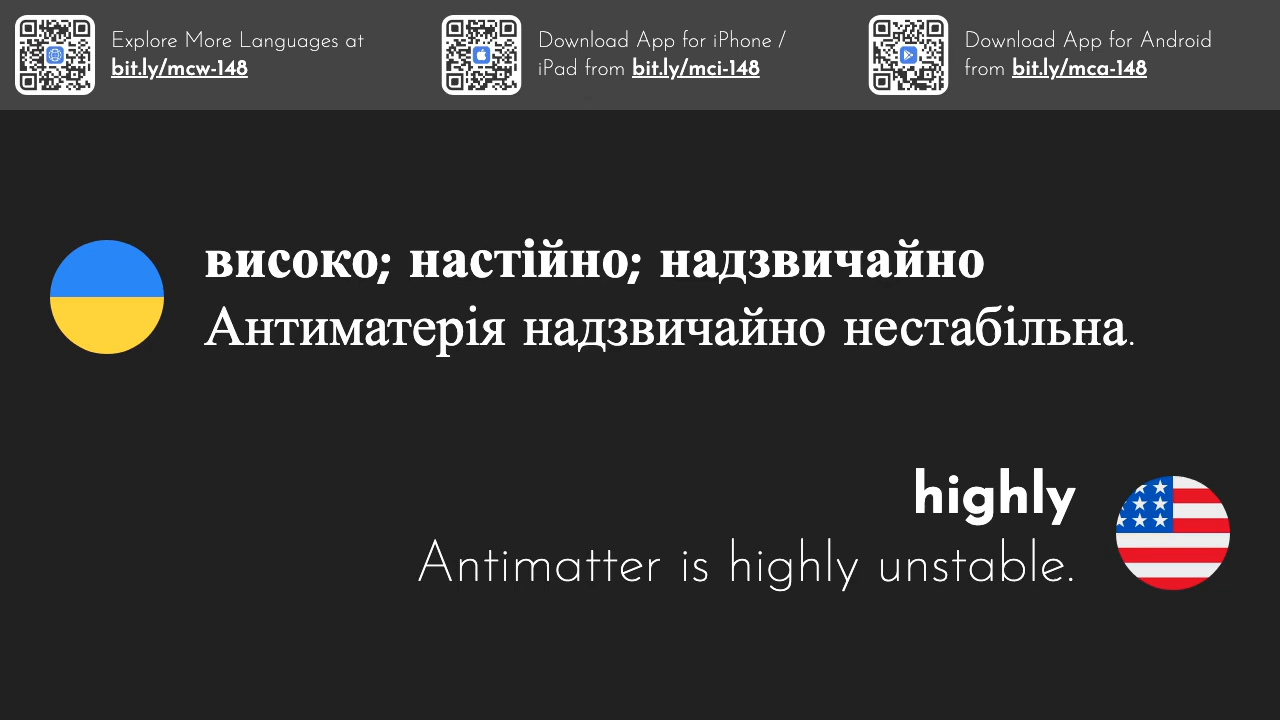 Explore More Languages at
bit.ly/mcw-148
Download App for iPhone /
iPad from bit.ly/mci-148
Download App for Android
from bit.ly/mca-148
високо; настійно; надзвичайно
Антиматерія надзвичайно нестабільна.
highly
Antimatter is highly unstable.